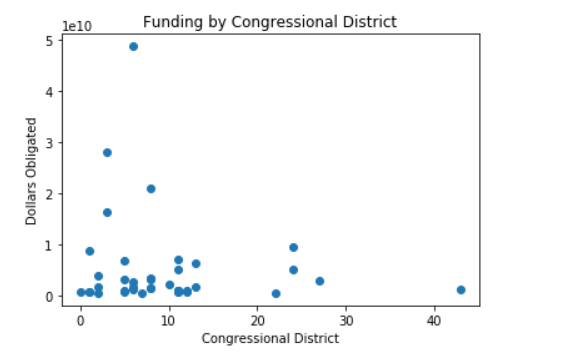 Funding by Congressional District
1e10
5
4
3
2
1
0
Dollars Obligated
0 10 20 30 40
Congressional District